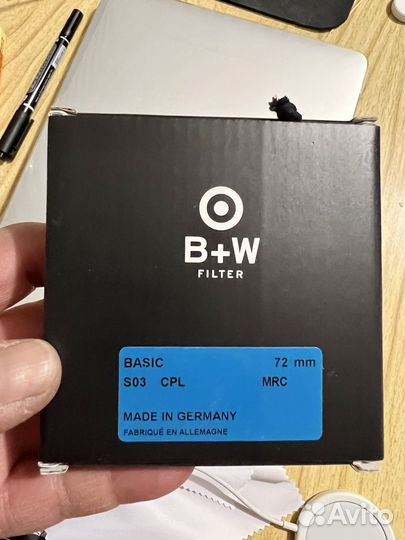 B+W
FILTER
BASIC 72 mm
S03 CPL MRC
MADE IN GERMANY
FABRIQUÉ EN ALLEMAGNE
Avito